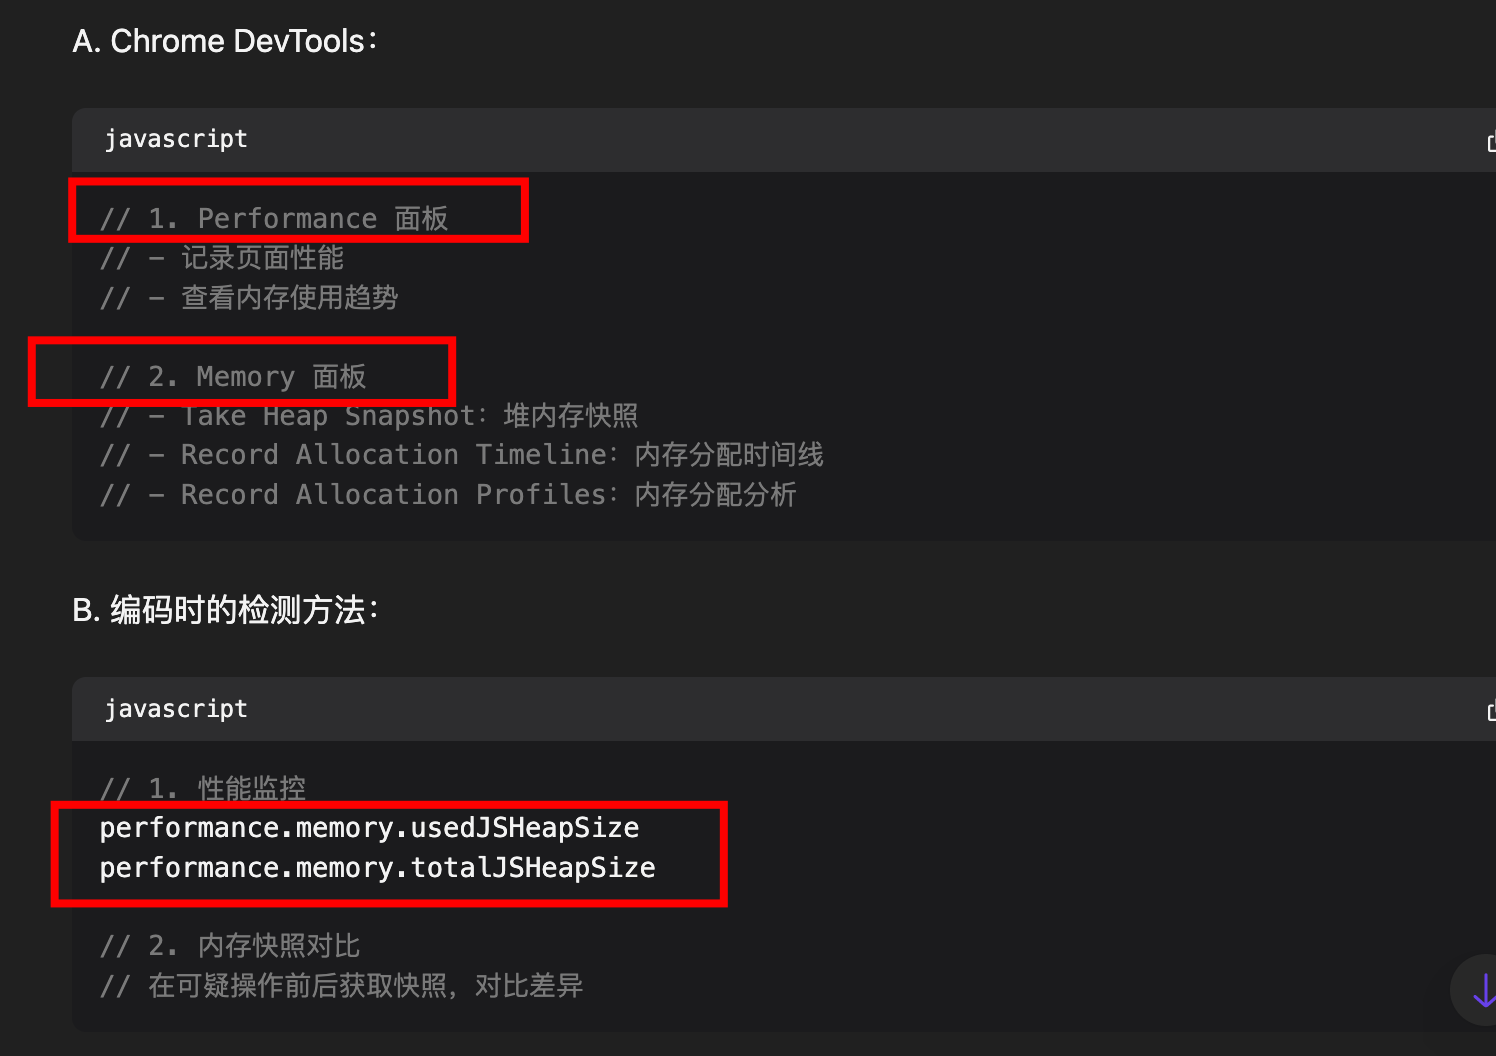 A. Chrome DevTools：
javascript
// 1. Performance 面板
// - 记录页面性能
// - 查看内存使用趋势
// 2. Memory 面板
// - Take Heap Snapshot：堆内存快照
// - Record Allocation Timeline：内存分配时间线
// - Record Allocation Profiles：内存分配分析
B. 编码时的检测方法：
javascript
// 1. 性能监控
performance.memory.usedJSHeapSize
performance.memory.totalJSHeapSize
// 2. 内存快照对比
// 在可疑操作前后获取快照，对比差异